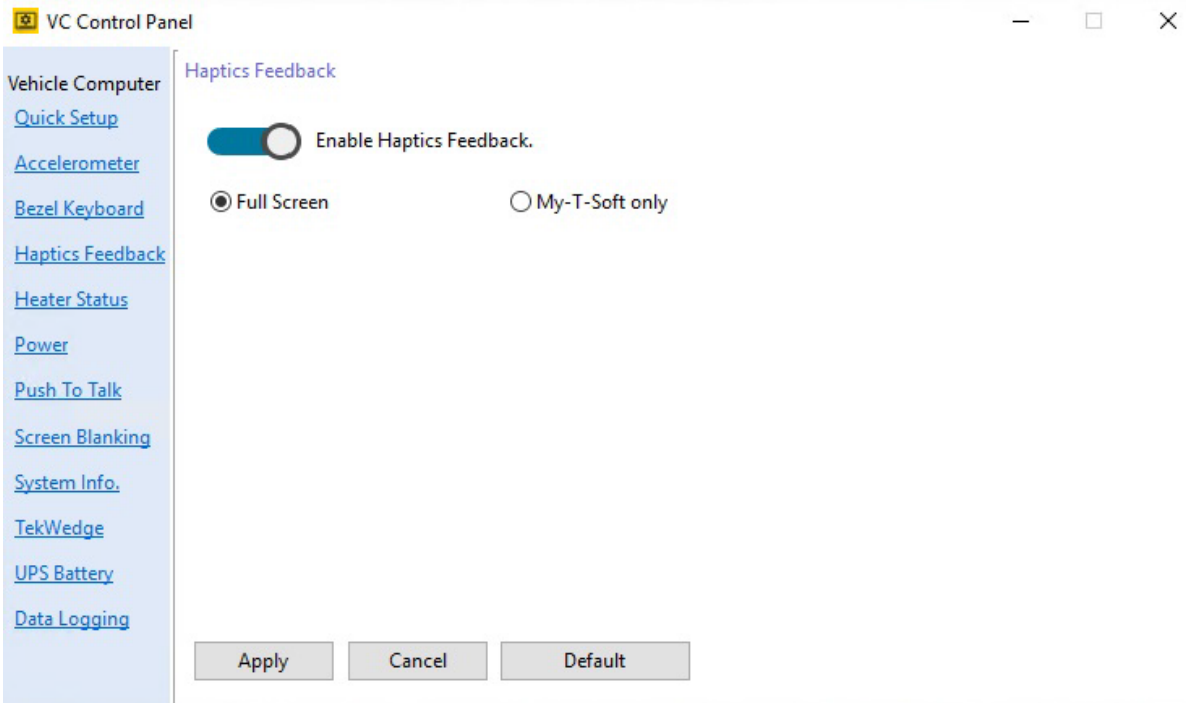 VC Control Panel
Vehicle Computer
Quick Setup
Accelerometer
Bezel Keyboard
Haptics Feedback
Heater Status
Power
Push To Talk
Screen Blanking
System Info.
TekWedge
UPS Battery
Data Logging
Haptics Feedback
Enable Haptics Feedback.
Full Screen
My-T-Soft only
Apply
Cancel
Default